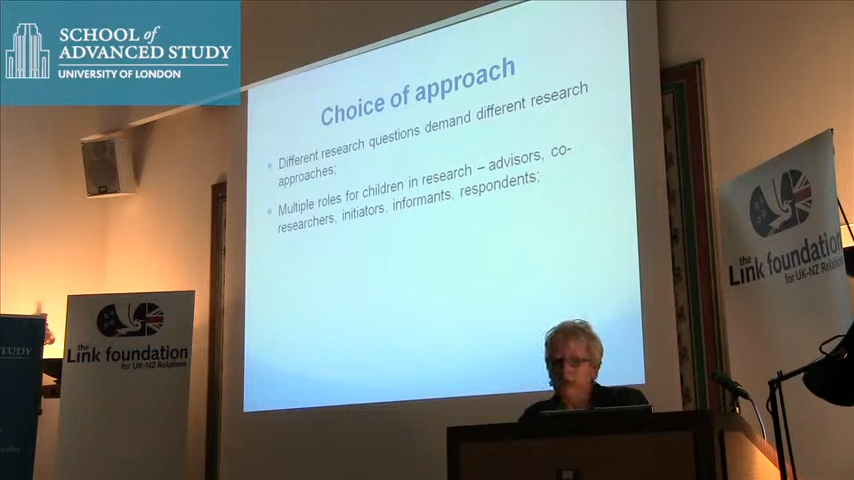 SCHOOL of
ADVANCED STUDY
UNIVERSITY OF LONDON
Choice of approach
Different research questions demand different research
approaches;
Multiple roles for children in research – advisors, co-
researchers, initiators, informants, respondents;
the
Link foundation
for UK-NZ Relations
the
Link foundation
for UK-NZ Relations
STUDY